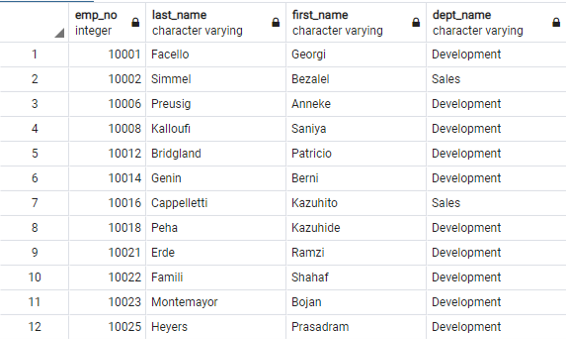 emp_no last_name first_name dept_name
integer character varying character varying character varying
1 10001 Facello Georgi Development
2 10002 Simmel Bezalel Sales
3 10006 Preusig Anneke Development
4 10008 Kalloufi Saniya Development
5 10012 Bridgland Patricio Development
6 10014 Genin Berni Development
7 10016 Cappelletti Kazuhito Sales
8 10018 Peha Kazuhide Development
9 10021 Erde Ramzi Development
10 10022 Famili Shahaf Development
11 10023 Montemayor Bojan Development
12 10025 Heyers Prasadram Development